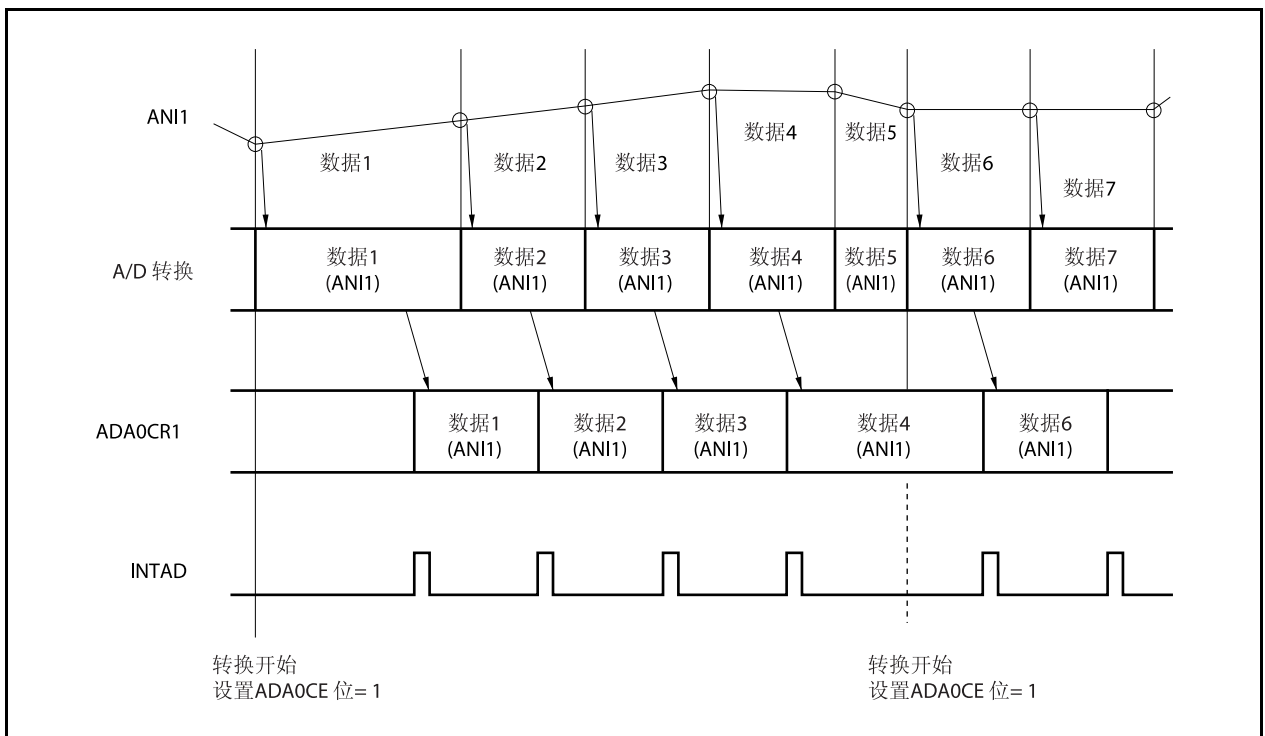 ANI1
数据1
数据2
数据3
数据4
数据5
数据6
数据7
A/D 转换
数据1
(ANI1)
数据2
(ANI1)
数据3
(ANI1)
数据4
(ANI1)
数据5
(ANI1)
数据6
(ANI1)
数据7
(ANI1)
ADA0CR1
数据1
(ANI1)
数据2
(ANI1)
数据3
(ANI1)
数据4
(ANI1)
数据6
(ANI1)
INTAD
转换开始
设置ADA0CE 位= 1
转换开始
设置ADA0CE 位= 1